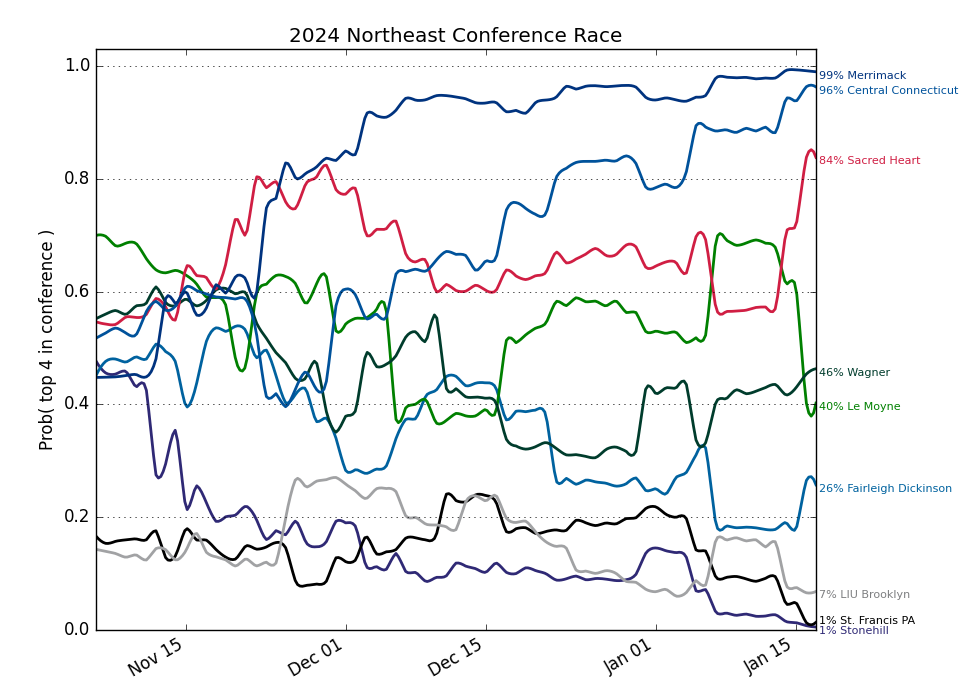 2024 Northeast Conference Race
Prob( top 4 in conference )
1.0
0.8
0.6
0.4
0.2
0.0
Nov 15
Dec 01
Dec 15
Jan 01
Jan 15
99% Merrimack
96% Central Connecticut
84% Sacred Heart
46% Wagner
40% Le Moyne
26% Fairleigh Dickinson
7% LIU Brooklyn
1% St. Francis PA
1% Stonehill